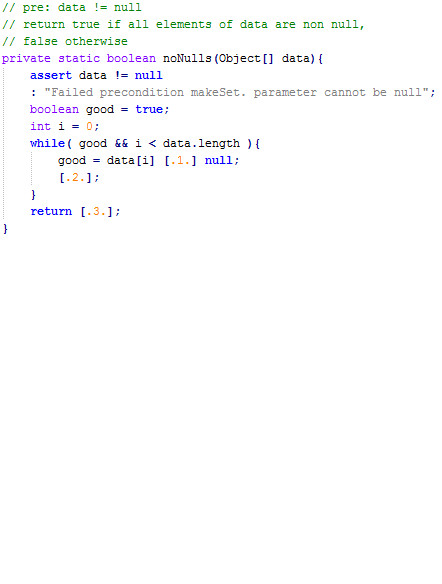 // pre: data != null
// return true if all elements of data are non null,
// false otherwise
private static boolean noNulls(Object[] data){
    assert data != null
    : "Failed precondition makeSet. parameter cannot be null";
    boolean good = true;
    int i = 0;
    while( good && i < data.length ){
        good = data[i] [.1.] null;
        [.2.];
    }
    return [.3.];
}